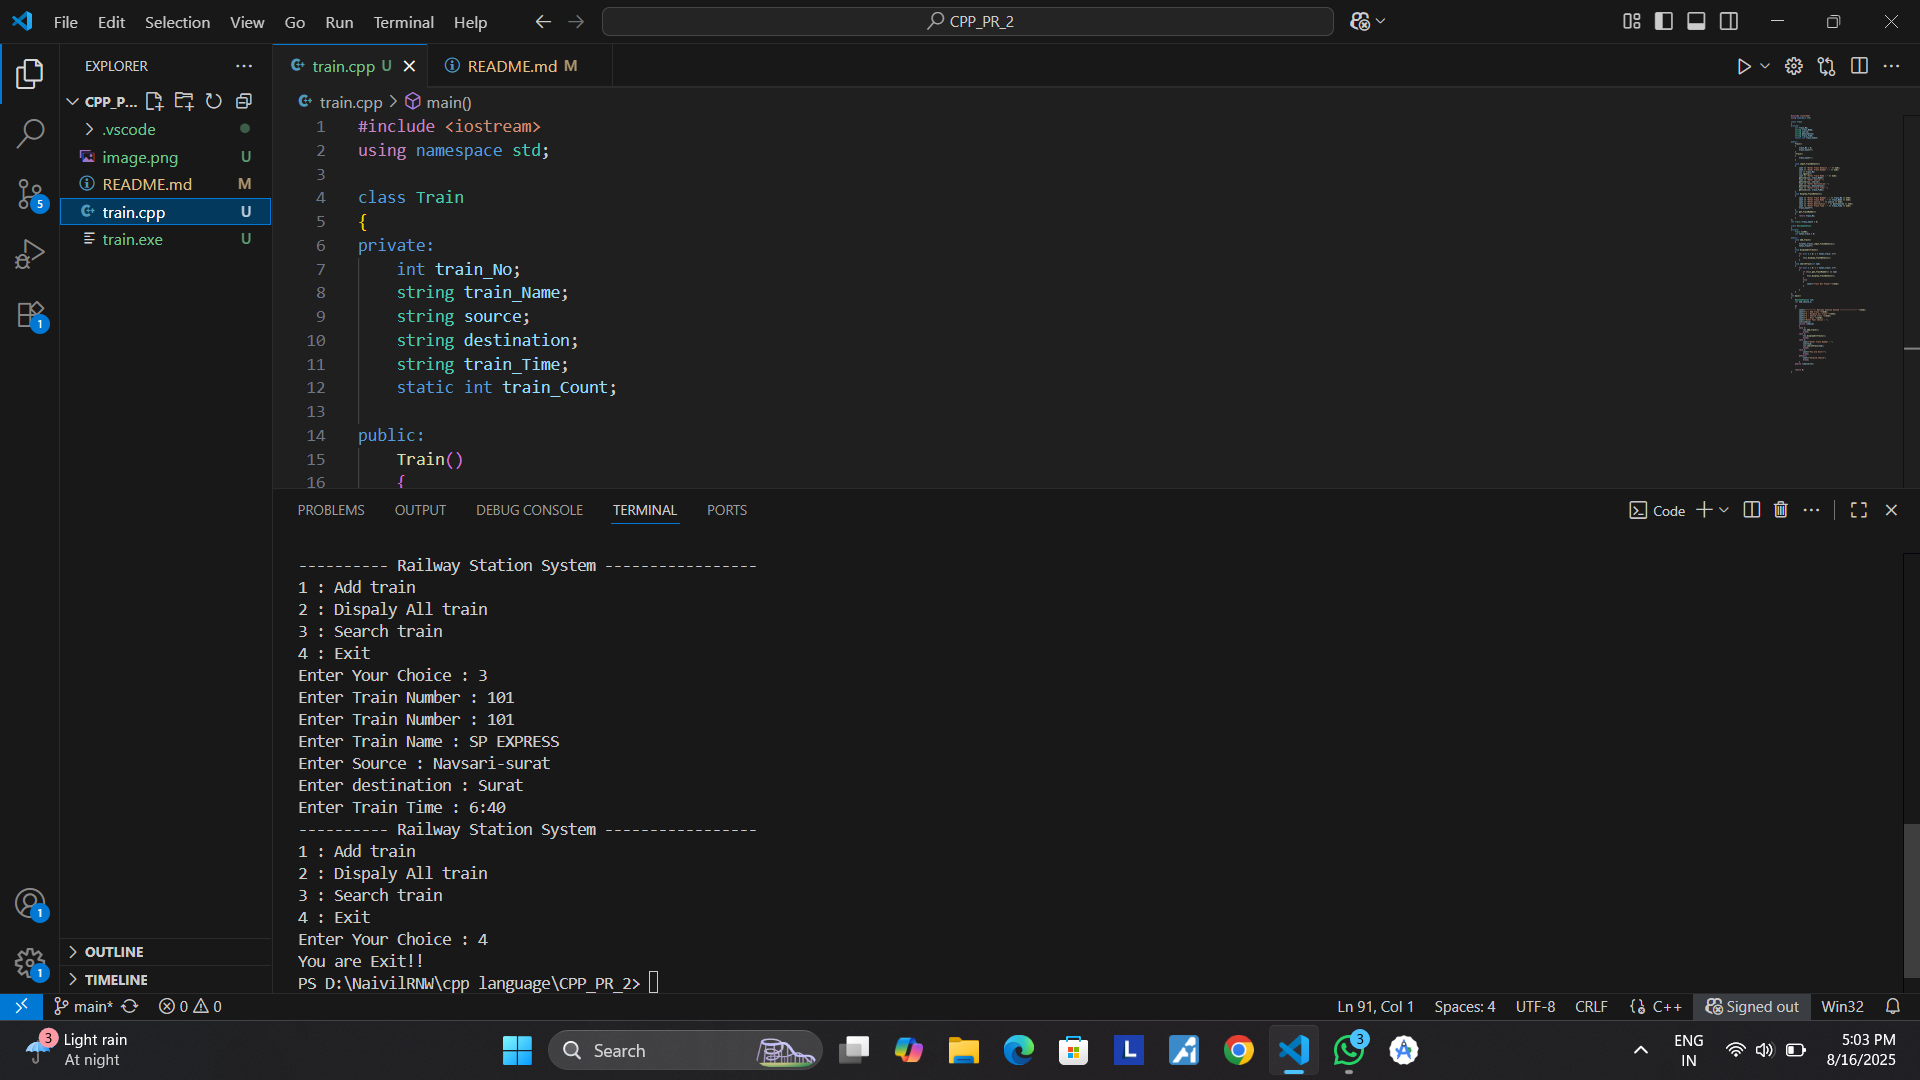 File Edit Selection View Go Run Terminal Help
CPP_PR_2
EXPLORER
CPP_P...
.vscode
image.png U
README.md M
train.cpp U
train.exe U
OUTLINE
TIMELINE
train.cpp U
README.md M
train.cpp > main()
1 #include <iostream>
2 using namespace std;
3
4 class Train
5 {
6 private:
7 int train_No;
8 string train_Name;
9 string source;
10 string destination;
11 string train_Time;
12 static int train_Count;
13
14 public:
15 Train()
16 {
PROBLEMS OUTPUT DEBUG CONSOLE TERMINAL PORTS
Code
---------- Railway Station System -----------------
1 : Add train
2 : Dispaly All train
3 : Search train
4 : Exit
Enter Your Choice : 3
Enter Train Number : 101
Enter Train Number : 101
Enter Train Name : SP EXPRESS
Enter Source : Navsari-surat
Enter destination : Surat
Enter Train Time : 6:40
---------- Railway Station System -----------------
1 : Add train
2 : Dispaly All train
3 : Search train
4 : Exit
Enter Your Choice : 4
You are Exit!!
PS D:\NaivilRNW\cpp language\CPP_PR_2>
5
1
1
1
main* 0 0
Ln 91, Col 1 Spaces: 4 UTF-8 CRLF C++ Signed out Win32
3
Light rain
At night
Search
L
3
ENG
IN
5:03 PM
8/16/2025